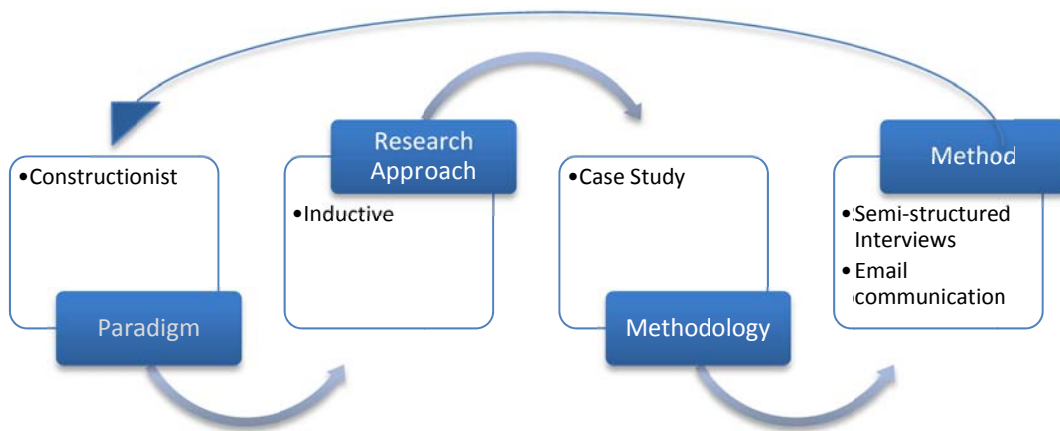 •Constructionist
Paradigm
Research
Approach
•Inductive
•Case Study
Methodology
Method
•Semi-structured
Interviews
•Email
communication